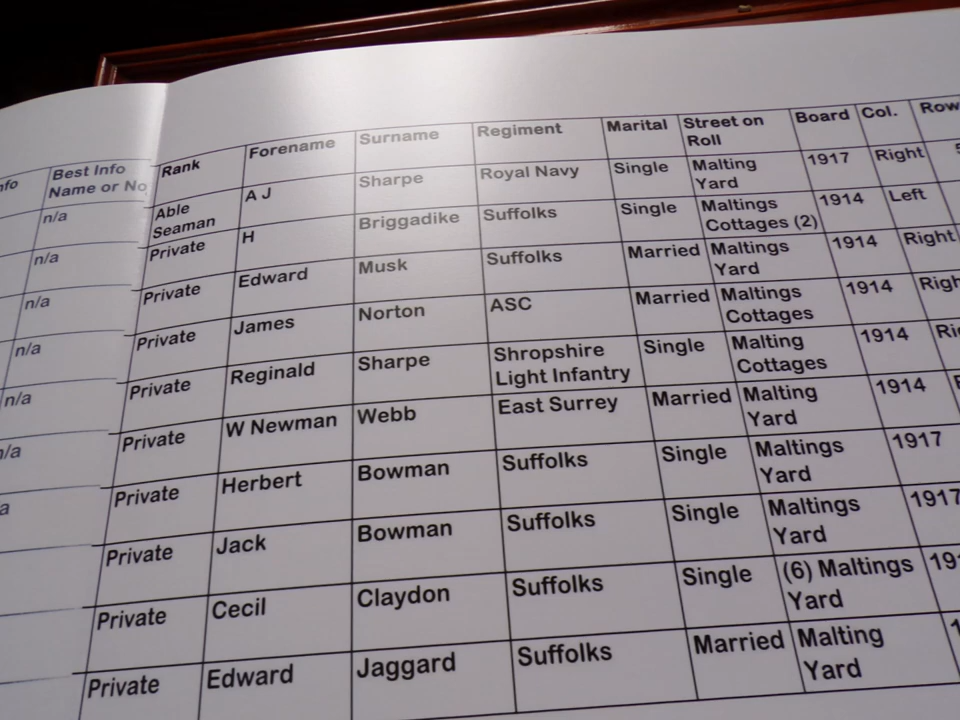 Best Info Rank Forename Surname Regiment Marital Street on Board Col. Row
Name or No Roll
n/a Able A J Sharpe Royal Navy Single Malting 1917 Right
Seaman Yard
n/a Private H Briggadike Suffolks Single Maltings 1914 Left
Cottages (2)
n/a Private Edward Musk Suffolks Married Maltings 1914 Right
Yard
n/a Private James Norton ASC Married Maltings 1914
Cottages
n/a Private Reginald Sharpe Shropshire Single Malting 1914
Light Infantry Cottages
Private W Newman Webb East Surrey Married Malting 1914
Yard
Private Herbert Bowman Suffolks Single Maltings 1917
Yard
Private Jack Bowman Suffolks Single Maltings 1917
Yard
Private Cecil Claydon Suffolks Single (6) Maltings
Yard
Private Edward Jaggard Suffolks Married Malting
Yard